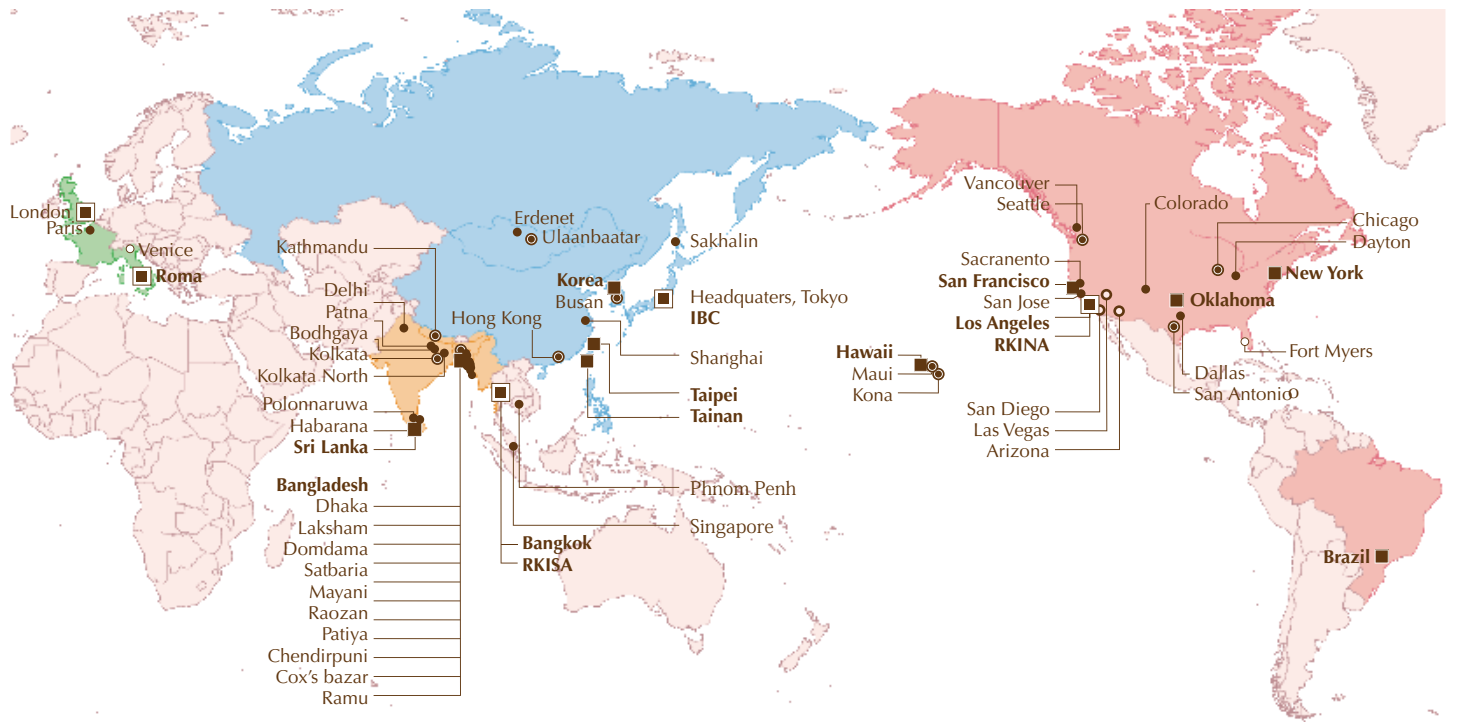 London
Paris
Venice
Roma
Kathmandu
Delhi
Patna
Bodhgaya
Kolkata
Kolkata North
Polonnaruwa
Habarana
Sri Lanka
Bangladesh
Dhaka
Laksham
Domdama
Satbaria
Mayani
Raozan
Patiya
Chendirpuni
Cox's bazar
Ramu
Erdenet
Ulaanbaatar
Sakhalin
Korea
Busan
Hong Kong
Headquaters, Tokyo
IBC
Shanghai
Taipei
Tainan
Phnom Penh
Singapore
Bangkok
RKISA
Hawaii
Maui
Kona
Vancouver
Seattle
Sacranento
San Francisco
San Jose
Los Angeles
RKINA
San Diego
Las Vegas
Arizona
Colorado
Chicago
Dayton
New York
Oklahoma
Fort Myers
Dallas
San Antonio
Brazil